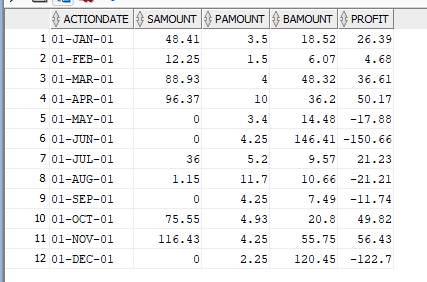 ACTIONDATE SAMOUNT PAMOUNT BAMOUNT PROFIT
1 01-JAN-01 48.41 3.5 18.52 26.39
2 01-FEB-01 12.25 1.5 6.07 4.68
3 01-MAR-01 88.93 4 48.32 36.61
4 01-APR-01 96.37 10 36.2 50.17
5 01-MAY-01 0 3.4 14.48 -17.88
6 01-JUN-01 0 4.25 146.41 -150.66
7 01-JUL-01 36 5.2 9.57 21.23
8 01-AUG-01 1.15 11.7 10.66 -21.21
9 01-SEP-01 0 4.25 7.49 -11.74
10 01-OCT-01 75.55 4.93 20.8 49.82
11 01-NOV-01 116.43 4.25 55.75 56.43
12 01-DEC-01 0 2.25 120.45 -122.7